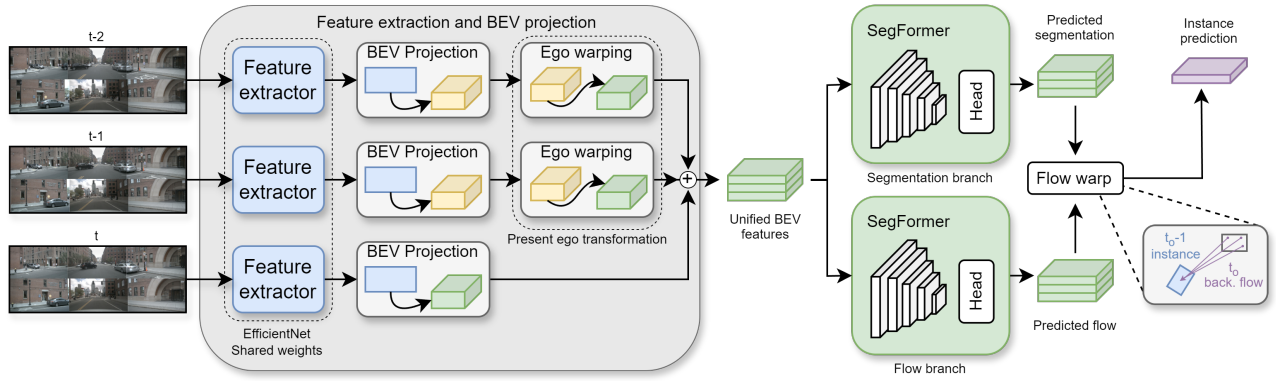 Feature extraction and BEV projection
t-2
Feature
extractor
BEV Projection
Ego warping
t-1
Feature
extractor
BEV Projection
Ego warping
Present ego transformation
t
Feature
extractor
BEV Projection
EfficientNet
Shared weights
+
Unified BEV
features
SegFormer
Head
Segmentation branch
SegFormer
Head
Flow branch
Predicted
segmentation
Instance
prediction
Flow warp
Predicted flow
to-1
instance
to
back. flow